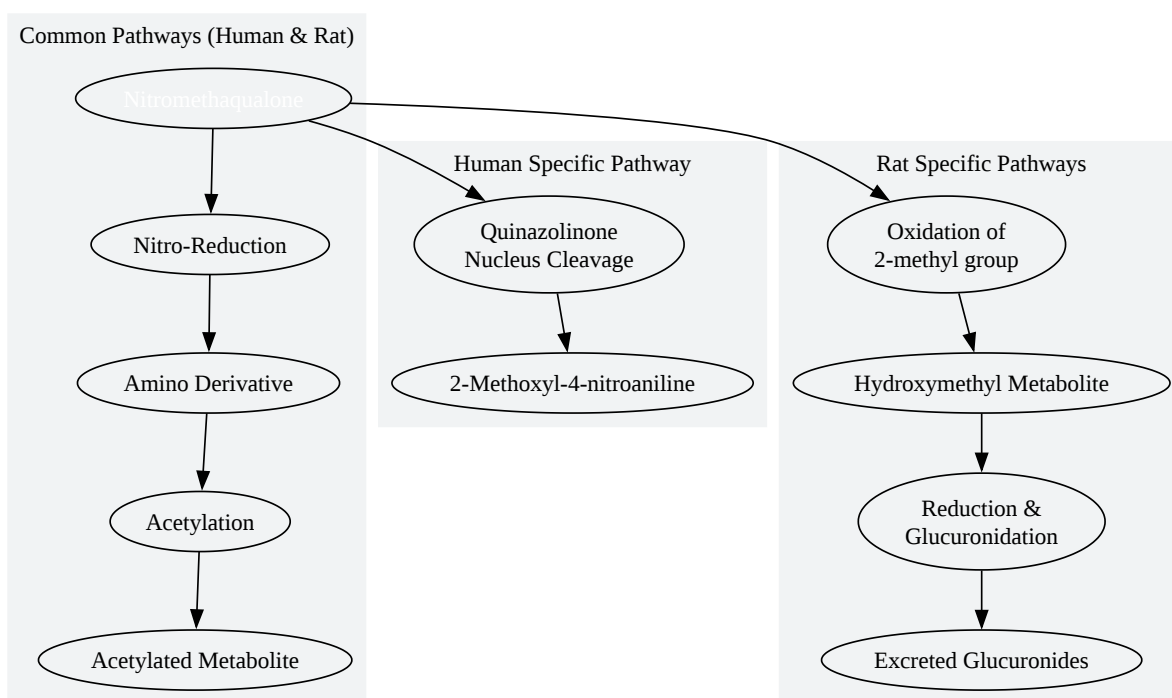 Common Pathways (Human & Rat)
Nitromethaqualone
Nitro-Reduction
Amino Derivative
Acetylation
Acetylated Metabolite
Human Specific Pathway
Quinazolinone
Nucleus Cleavage
2-Methoxyl-4-nitroaniline
Rat Specific Pathways
Oxidation of
2-methyl group
Hydroxymethyl Metabolite
Reduction &
Glucuronidation
Excreted Glucuronides